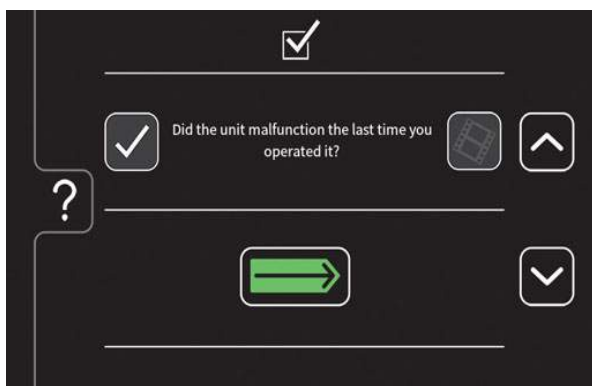 Did the unit malfunction the last time you
operated it?
?